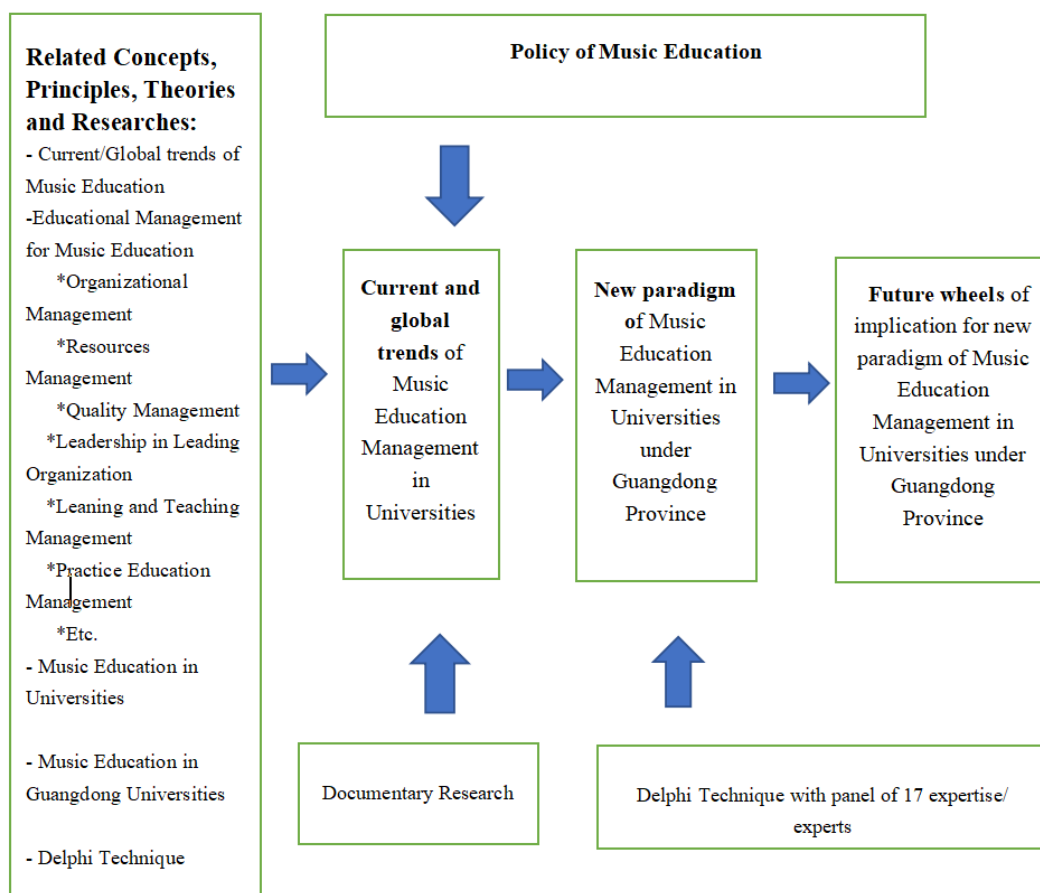 Related Concepts,
Principles, Theories
and Researches:
- Current/Global trends of
Music Education
-Educational Management
for Music Education
*Organizational
Management
*Resources
Management
*Quality Management
*Leadership in Leading
Organization
*Leaning and Teaching
Management
*Practice Education
Management
*Etc.
- Music Education in
Universities
- Music Education in
Guangdong Universities
- Delphi Technique
Policy of Music Education
Current and
global
trends of
Music
Education
Management
in
Universities
New paradigm
of Music
Education
Management in
Universities
under
Guangdong
Province
Future wheels of
implication for new
paradigm of Music
Education
Management in
Universities under
Guangdong
Province
Documentary Research
Delphi Technique with panel of 17 expertise/
experts